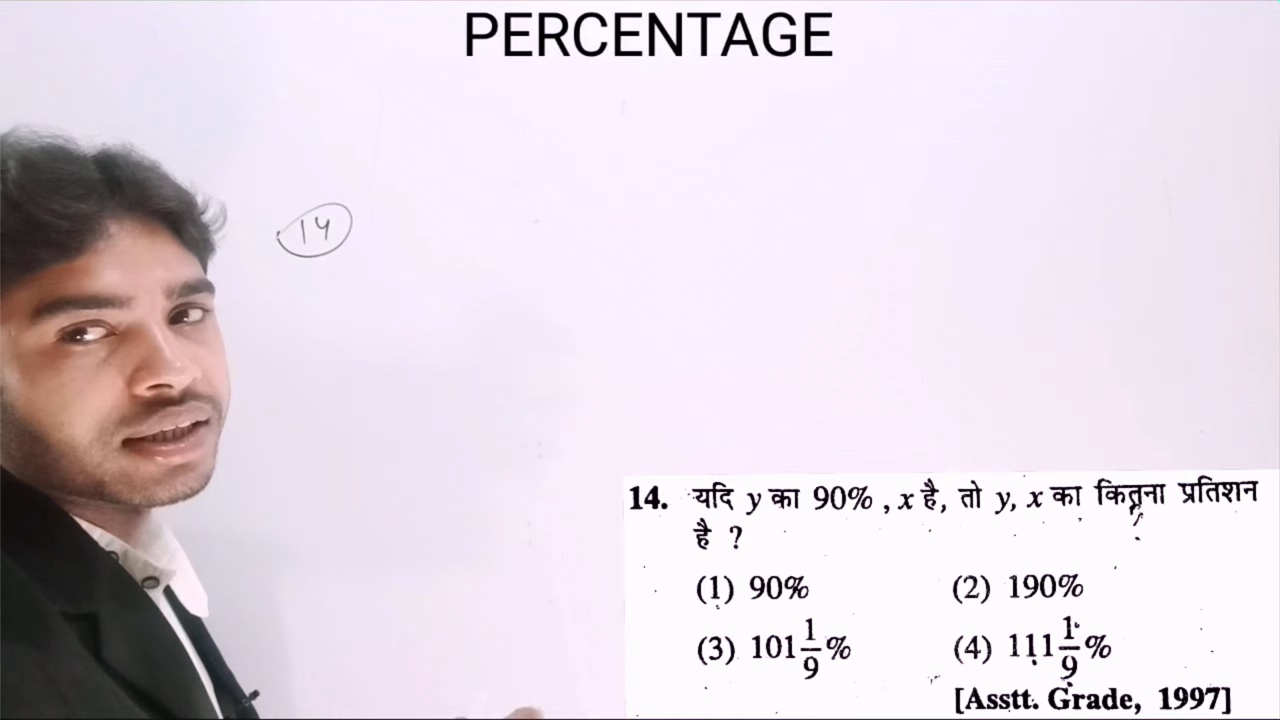 PERCENTAGE
14
14. यदि y का 90% , x है, तो y, x का कितना प्रतिशन
है ?
(1) 90% (2) 190%
(3) 101 1/9 % (4) 111 1/9 %
[Asstt. Grade, 1997]